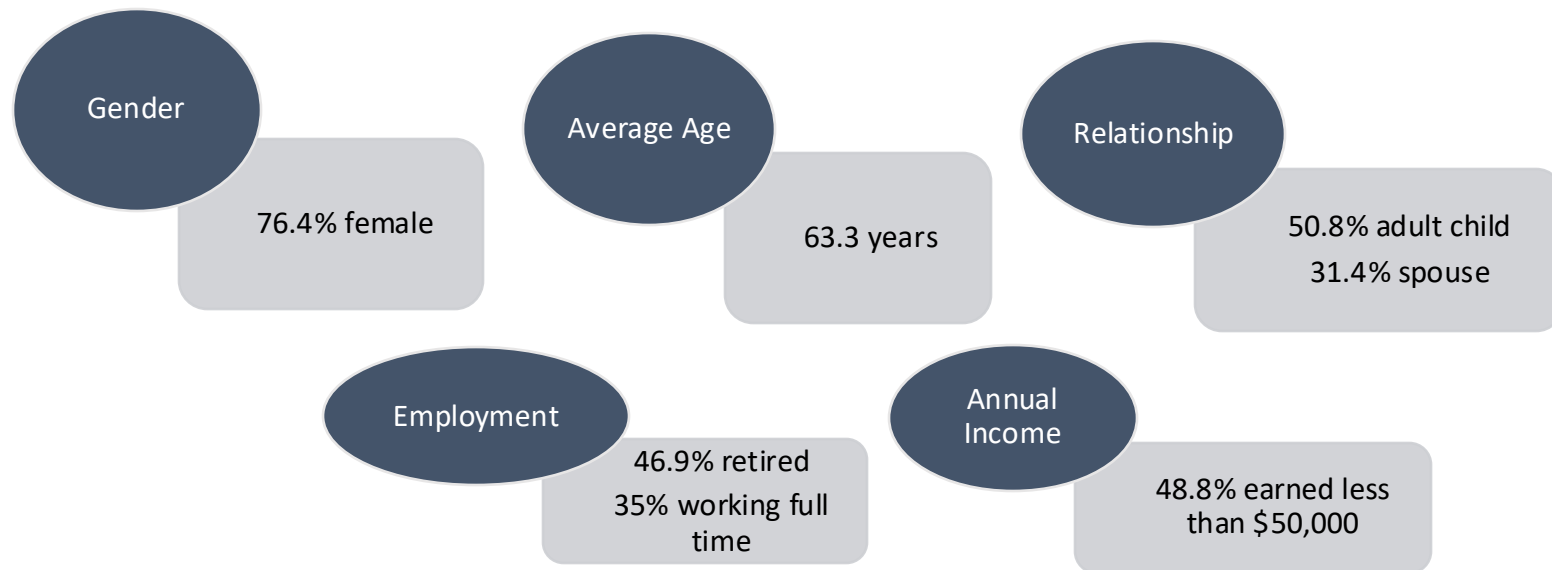 Gender
76.4% female
Average Age
63.3 years
Relationship
50.8% adult child
31.4% spouse
Employment
46.9% retired
35% working full
time
Annual
Income
48.8% earned less
than $50,000